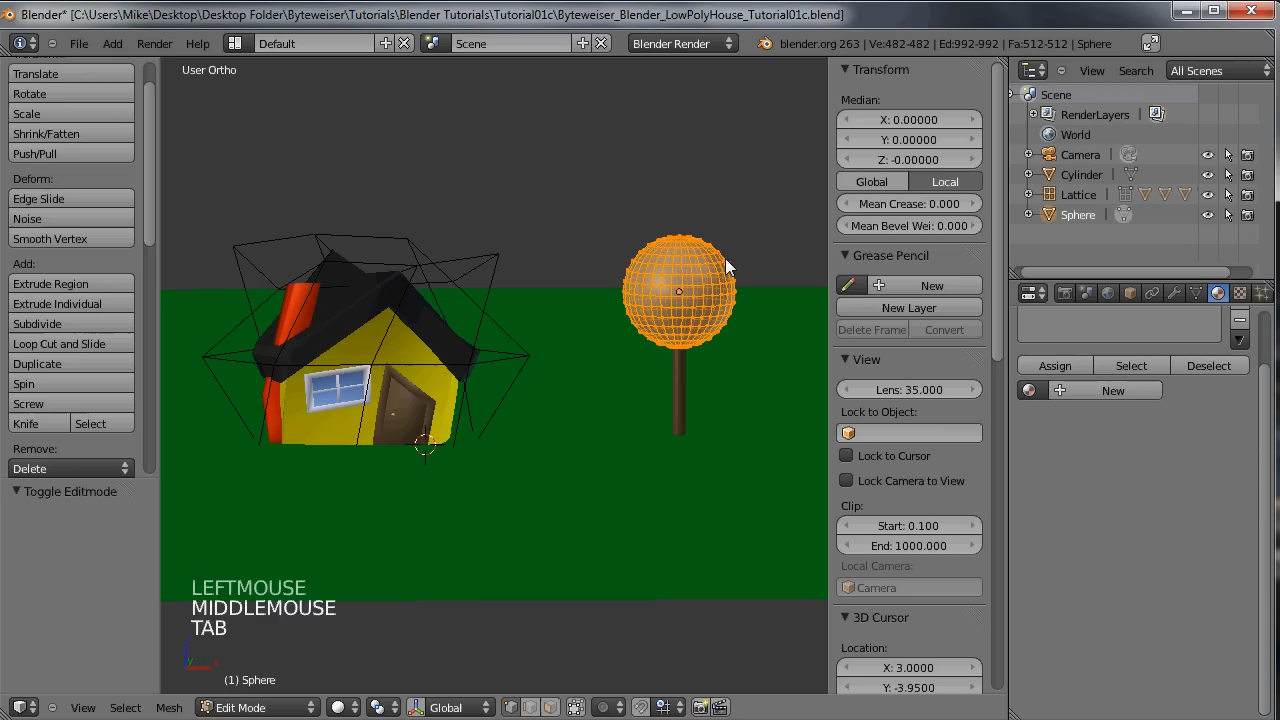 Blender* [C:\Users\Mike\Desktop\Desktop Folder\Byteweiser\Tutorials\Blender Tutorials\Tutorial01c\Byteweiser_Blender_LowPolyHouse_Tutorial01c.blend]
File Add Render Help Default Scene Blender Render blender.org 263 | Ve:482-482 | Ed:992-992 | Fa:512-512 | Sphere
Translate
Rotate
Scale
Shrink/Fatten
Push/Pull
Deform:
Edge Slide
Noise
Smooth Vertex
Add:
Extrude Region
Extrude Individual
Subdivide
Loop Cut and Slide
Duplicate
Spin
Screw
Knife Select
Remove:
Delete
Toggle Editmode
User Ortho
LEFTMOUSE
MIDDLEMOUSE
TAB
y x
(1) Sphere
View Select Mesh Edit Mode Global
Transform
Median:
X: 0.00000
Y: 0.00000
Z: -0.00000
Global Local
Mean Crease: 0.000
Mean Bevel Wei: 0.000
Grease Pencil
New
New Layer
Delete Frame Convert
View
Lens: 35.000
Lock to Object:
Lock to Cursor
Lock Camera to View
Clip:
Start: 0.100
End: 1000.000
Local Camera:
Camera
3D Cursor
Location:
X: 3.0000
Y: -3.9500
View Search All Scenes
Scene
RenderLayers
World
Camera
Cylinder
Lattice
Sphere
Assign Select Deselect
New